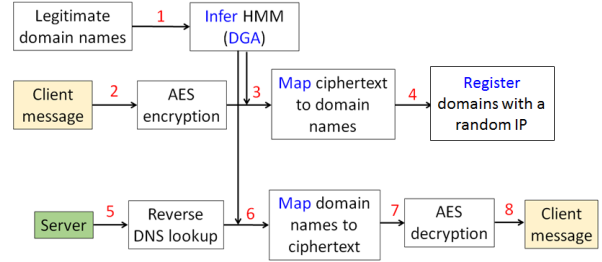 Legitimate
domain names
1
Infer HMM
(DGA)
Client
message
2
AES
encryption
3
Map ciphertext
to domain
names
4
Register
domains with a
random IP
Server
5
Reverse
DNS lookup
6
Map domain
names to
ciphertext
7
AES
decryption
8
Client
message